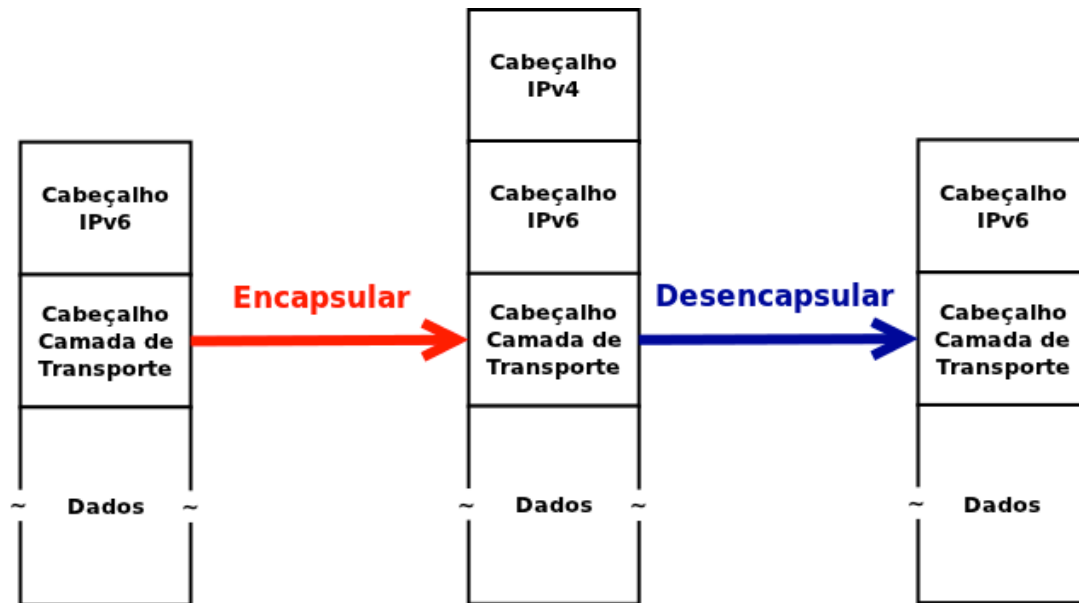 Cabeçalho
IPv6
Cabeçalho
Camada de
Transporte
~ Dados ~
Encapsular
Cabeçalho
IPv4
Cabeçalho
IPv6
Cabeçalho
Camada de
Transporte
~ Dados ~
Desencapsular
Cabeçalho
IPv6
Cabeçalho
Camada de
Transporte
~ Dados